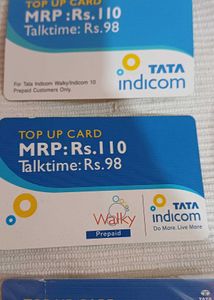 TOP UP CARD
MRP:Rs.110
Talktime:Rs.98
For Tata Indicom Walky/Indicom 10
Prepaid Customers Only.
TATA
indicom
TOP UP CARD
MRP:Rs.110
Talktime:Rs.98
Walky
Prepaid
TATA
indicom
Do More. Live More
TATA